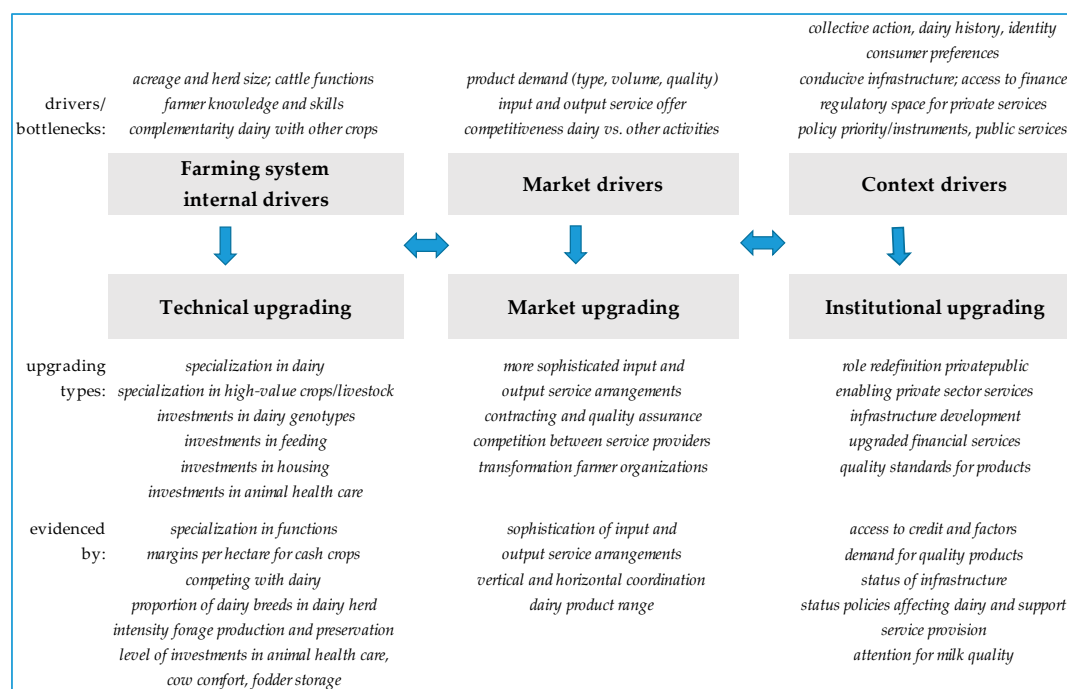 collective action, dairy history, identity
consumer preferences
acreage and herd size; cattle functions
product demand (type, volume, quality)
conducive infrastructure; access to finance
drivers/
farmer knowledge and skills
input and output service offer
regulatory space for private services
bottlenecks:
complementarity dairy with other crops
competitiveness dairy vs. other activities
policy priority/instruments, public services
Farming system
internal drivers
Market drivers
Context drivers
Technical upgrading
Market upgrading
Institutional upgrading
upgrading
types:
specialization in dairy
specialization in high-value crops/livestock
investments in dairy genotypes
investments in feeding
investments in housing
investments in animal health care
more sophisticated input and
output service arrangements
contracting and quality assurance
competition between service providers
transformation farmer organizations
role redefinition privatepublic
enabling private sector services
infrastructure development
upgraded financial services
quality standards for products
evidenced
by:
specialization in functions
margins per hectare for cash crops
competing with dairy
proportion of dairy breeds in dairy herd
intensity forage production and preservation
level of investments in animal health care,
cow comfort, fodder storage
sophistication of input and
output service arrangements
vertical and horizontal coordination
dairy product range
access to credit and factors
demand for quality products
status of infrastructure
status policies affecting dairy and support
service provision
attention for milk quality